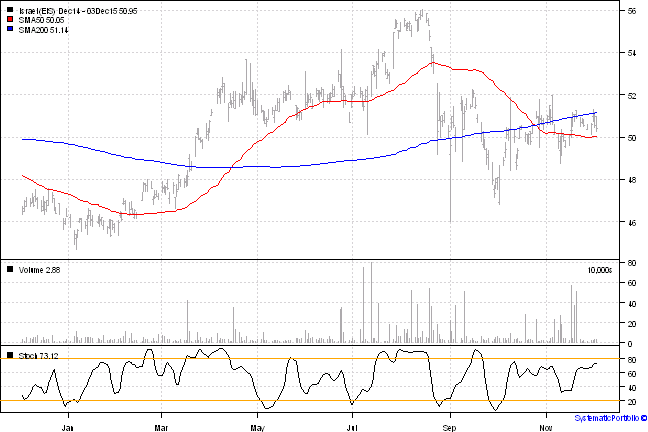 Israel (EIS) Dec14 - 03Dec15 50.95
SMA50 50.05
SMA200 51.14
56
54
52
50
48
46
Volume 2.88
10,000s
80
60
40
20
0
Stoch 73.12
80
60
40
20
Jan Mar May Jul Sep Nov
SystematicPortfolio ©